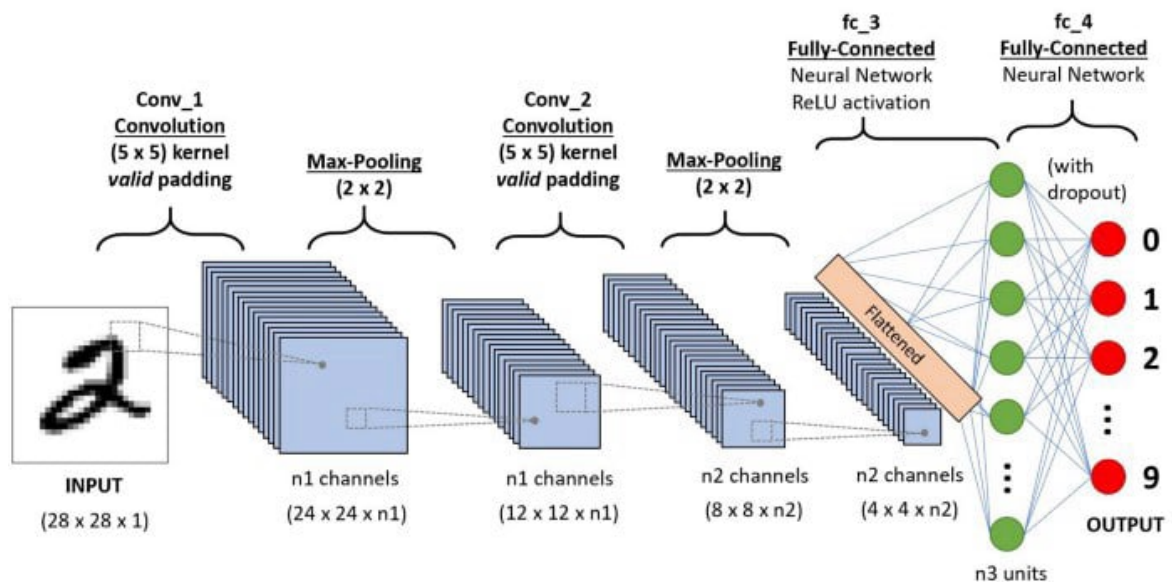 fc_3
Fully-Connected
Neural Network
ReLU activation
fc_4
Fully-Connected
Neural Network
Conv_1
Convolution
(5 x 5) kernel
valid padding
Max-Pooling
(2 x 2)
Conv_2
Convolution
(5 x 5) kernel
valid padding
Max-Pooling
(2 x 2)
(with
dropout)
0
1
2
9
Flattened
INPUT
(28 x 28 x 1)
n1 channels
(24 x 24 x n1)
n1 channels
(12 x 12 x n1)
n2 channels
(8 x 8 x n2)
n2 channels
(4 x 4 x n2)
n3 units
OUTPUT